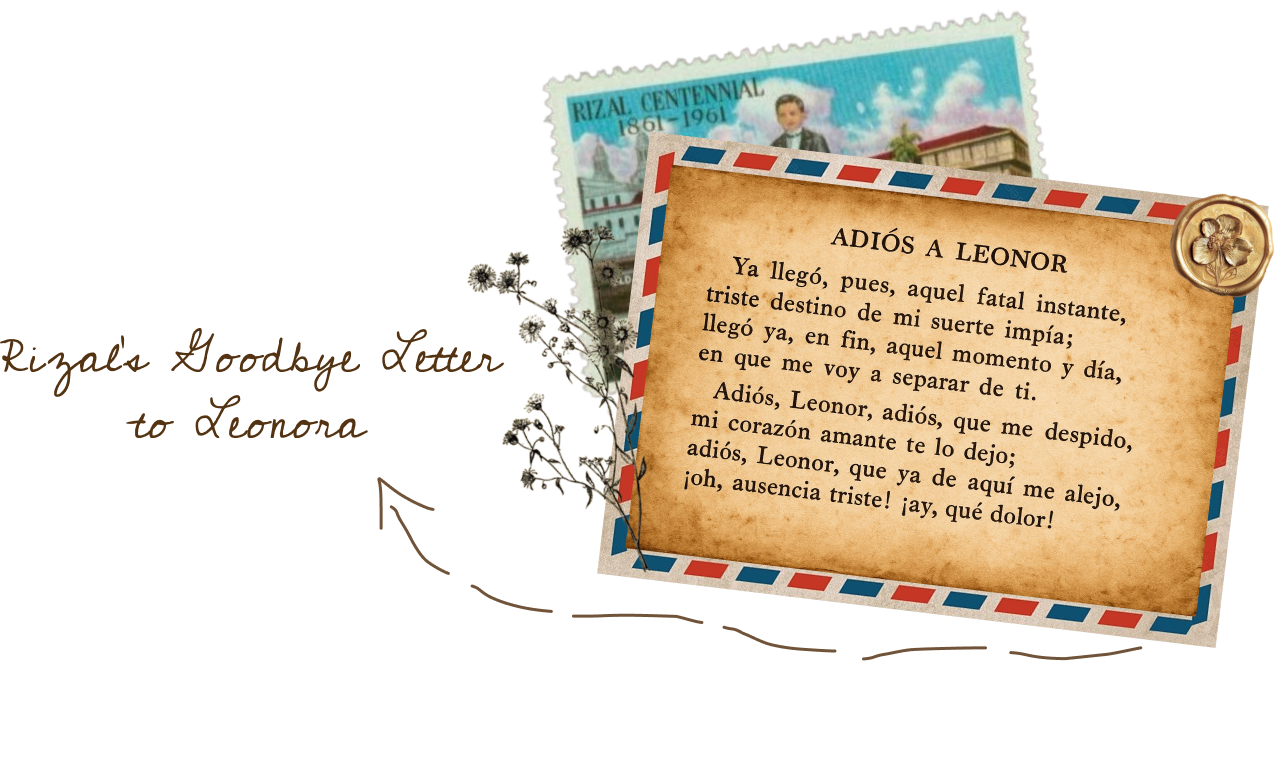 RIZAL CENTENNIAL
1861-1961
Rizal's Goodbye Letter
to Leonora
ADIÓS A LEONOR
Ya llegó, pues, aquel fatal instante,
triste destino de mi suerte impía;
llegó ya, en fin, aquel momento y día,
en que me voy a separar de ti.
Adiós, Leonor, adiós, que me despido,
mi corazón amante te lo dejo;
adiós, Leonor, que ya de aquí me alejo,
¡oh, ausencia triste! ¡ay, qué dolor!